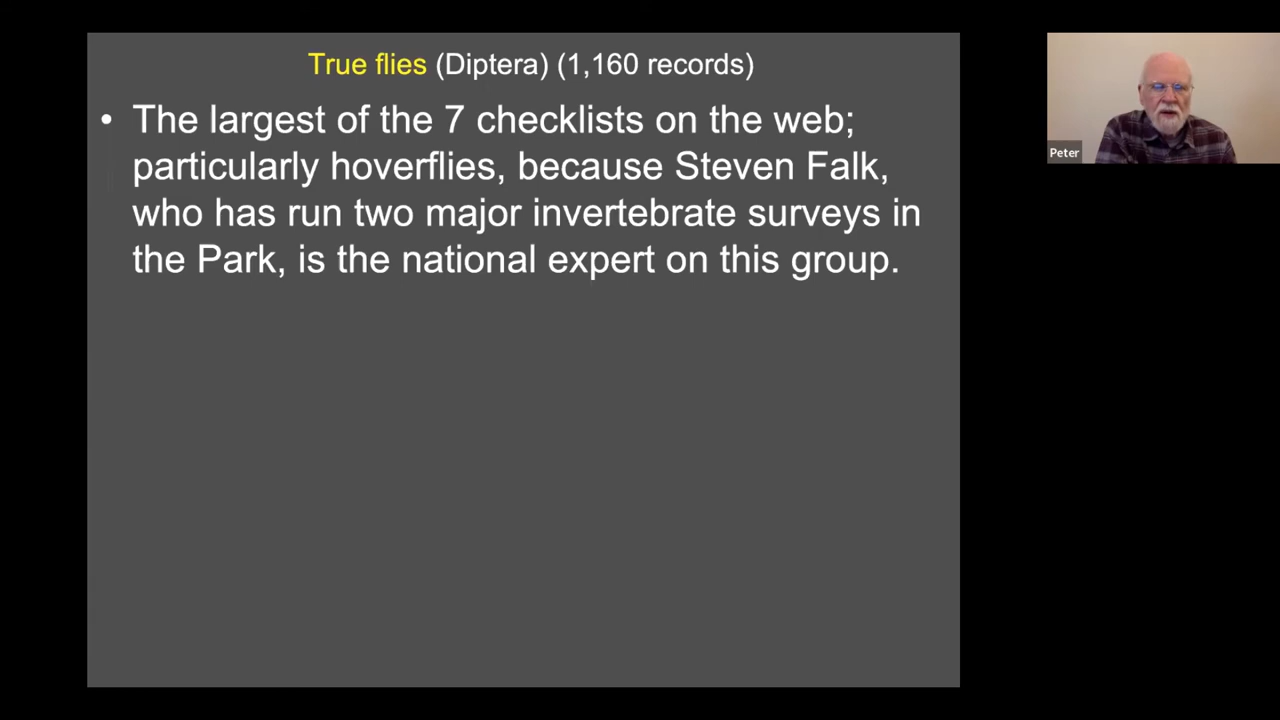 True flies (Diptera) (1,160 records)
• The largest of the 7 checklists on the web;
particularly hoverflies, because Steven Falk,
who has run two major invertebrate surveys in
the Park, is the national expert on this group.
Peter